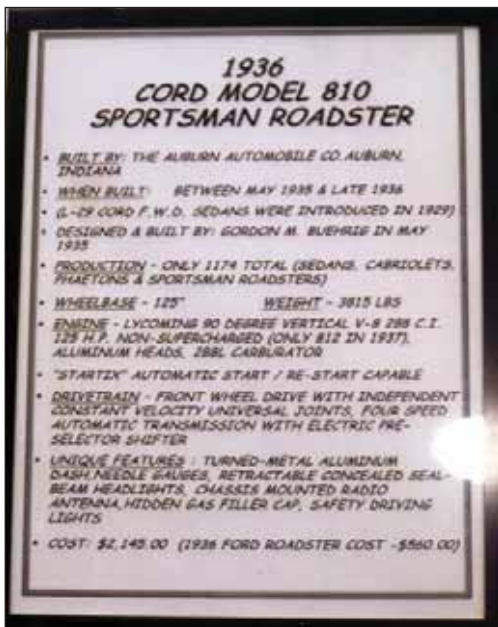 1936
CORD MODEL 810
SPORTSMAN ROADSTER
• BUILT BY: THE AUBURN AUTOMOBILE CO. AUBURN,
INDIANA
• WHEN BUILT: BETWEEN MAY 1935 & LATE 1936
• (L-29 CORD F.W.D. SEDANS WERE INTRODUCED IN 1929)
• DESIGNED & BUILT BY: GORDON M. BUEHRIG IN MAY
1935
• PRODUCTION - ONLY 1174 TOTAL (SEDANS, CABRIOLETS,
PHAETONS & SPORTSMAN ROADSTERS)
• WHEELBASE - 125" WEIGHT - 3815 LBS
• ENGINE - LYCOMING 90 DEGREE VERTICAL V-8 288 C.I.
125 H.P. NON-SUPERCHARGED (ONLY 812 IN 1937),
ALUMINUM HEADS, 2BBL CARBURATOR
• "STARTIX" AUTOMATIC START / RE-START CAPABLE
• DRIVETRAIN - FRONT WHEEL DRIVE WITH INDEPENDENT
CONSTANT VELOCITY UNIVERSAL JOINTS, FOUR SPEED
AUTOMATIC TRANSMISSION WITH ELECTRIC PRE-
SELECTOR SHIFTER
• UNIQUE FEATURES : TURNED-METAL ALUMINUM
DASH, NEEDLE GAUGES, RETRACTABLE CONCEALED SEAL-
BEAM HEADLIGHTS, CHASSIS MOUNTED RADIO
ANTENNA, HIDDEN GAS FILLER CAP, SAFETY DRIVING
LIGHTS
• COST: $2,145.00 (1936 FORD ROADSTER COST -$560.00)